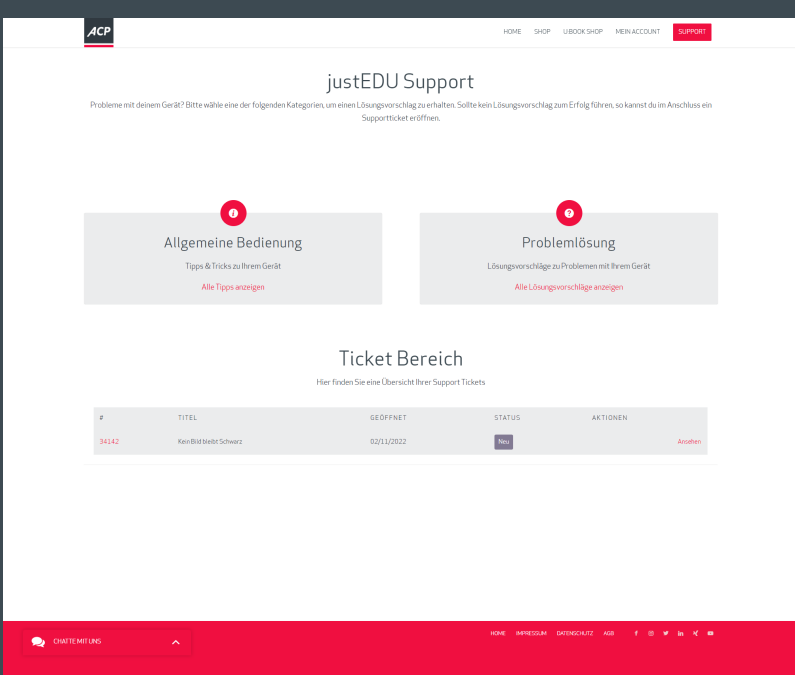 ACP
HOME SHOP U:BOOK SHOP MEIN ACCOUNT SUPPORT
justEDU Support
Probleme mit deinem Gerät? Bitte wähle eine der folgenden Kategorien, um einen Lösungsvorschlag zu erhalten. Sollte kein Lösungsvorschlag zum Erfolg führen, so kannst du im Anschluss ein
Supportticket eröffnen.
Allgemeine Bedienung
Tipps & Tricks zu Ihrem Gerät
Alle Tipps anzeigen
Problemlösung
Lösungsvorschläge zu Problemen mit Ihrem Gerät
Alle Lösungsvorschläge anzeigen
Ticket Bereich
Hier finden Sie eine Übersicht Ihrer Support Tickets
# TITEL GEÖFFNET STATUS AKTIONEN
34142 Kein Bild bleibt Schwarz 02/11/2022 Neu Ansehen
CHATTE MIT UNS
HOME IMPRESSUM DATENSCHUTZ AGB